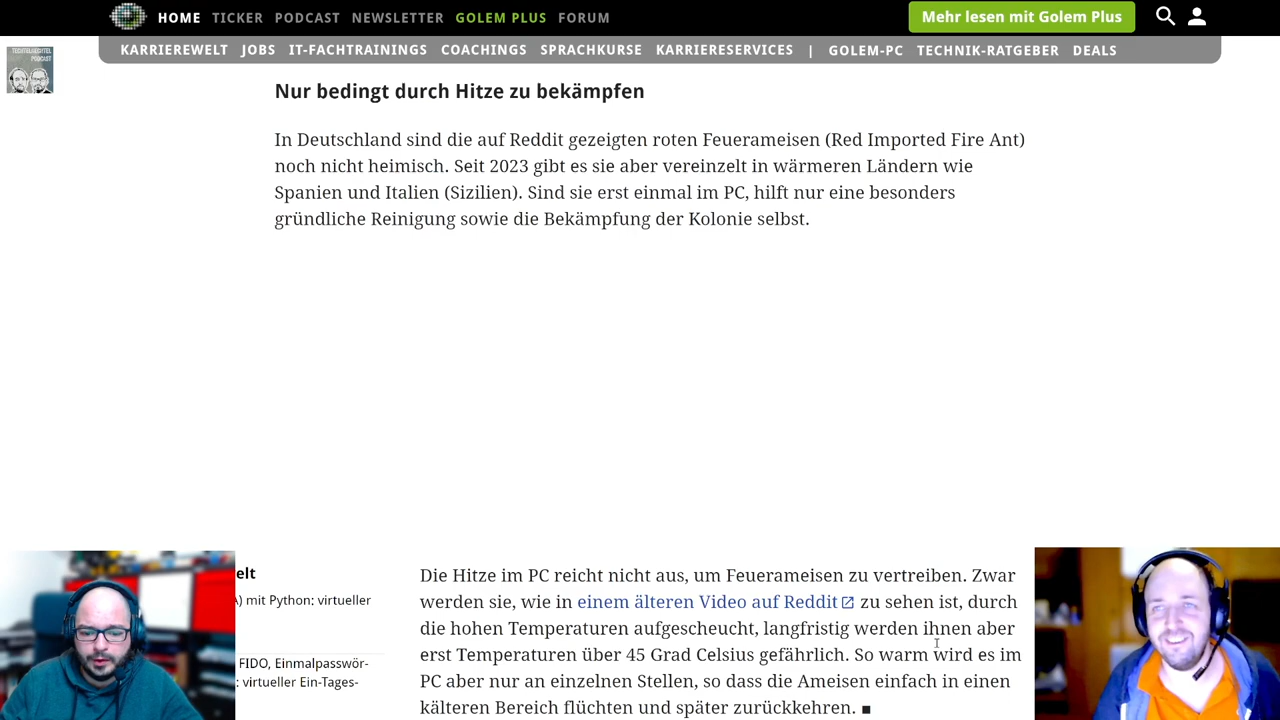 HOME TICKER PODCAST NEWSLETTER GOLEM PLUS FORUM Mehr lesen mit Golem Plus
KARRIEREWELT JOBS IT-FACHTRAININGS COACHINGS SPRACHKURSE KARRIERESERVICES | GOLEM-PC TECHNIK-RATGEBER DEALS
TECHTELMECHTEL
PODCAST
Nur bedingt durch Hitze zu bekämpfen
In Deutschland sind die auf Reddit gezeigten roten Feuerameisen (Red Imported Fire Ant)
noch nicht heimisch. Seit 2023 gibt es sie aber vereinzelt in wärmeren Ländern wie
Spanien und Italien (Sizilien). Sind sie erst einmal im PC, hilft nur eine besonders
gründliche Reinigung sowie die Bekämpfung der Kolonie selbst.
elt
) mit Python: virtueller
FIDO, Einmalpasswör-
: virtueller Ein-Tages-
Die Hitze im PC reicht nicht aus, um Feuerameisen zu vertreiben. Zwar
werden sie, wie in einem älteren Video auf Reddit zu sehen ist, durch
die hohen Temperaturen aufgescheucht, langfristig werden ihnen aber
erst Temperaturen über 45 Grad Celsius gefährlich. So warm wird es im
PC aber nur an einzelnen Stellen, so dass die Ameisen einfach in einen
kälteren Bereich flüchten und später zurückkehren. ■